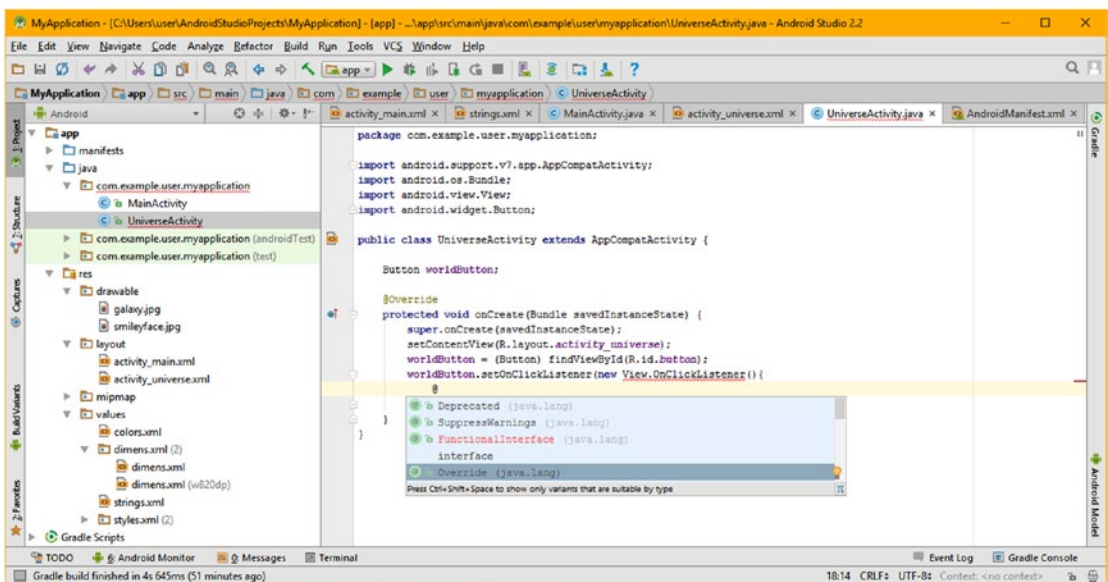 MyApplication - [C:\Users\user\AndroidStudioProjects\MyApplication] - [app] - ...\app\src\main\java\com\example\user\myapplication\UniverseActivity.java - Android Studio 2.2
File Edit View Navigate Code Analyze Refactor Build Run Tools VCS Window Help
app
MyApplication app src main java com example user myapplication UniverseActivity
Android
activity_main.xml × strings.xml × MainActivity.java × activity_universe.xml × UniverseActivity.java × AndroidManifest.xml ×
1: Project
2: Structure
Captures
Build Variants
2: Favorites
app
manifests
java
com.example.user.myapplication
MainActivity
UniverseActivity
com.example.user.myapplication (androidTest)
com.example.user.myapplication (test)
res
drawable
galaxy.jpg
smileyface.jpg
layout
activity_main.xml
activity_universe.xml
mipmap
values
colors.xml
dimens.xml (2)
dimens.xml
dimens.xml (w820dp)
strings.xml
styles.xml (2)
Gradle Scripts
package com.example.user.myapplication;
import android.support.v7.app.AppCompatActivity;
import android.os.Bundle;
import android.view.View;
import android.widget.Button;
public class UniverseActivity extends AppCompatActivity {
Button worldButton;
@Override
protected void onCreate(Bundle savedInstanceState) {
super.onCreate(savedInstanceState);
setContentView(R.layout.activity_universe);
worldButton = (Button) findViewById(R.id.button);
worldButton.setOnClickListener(new View.OnClickListener(){
@
Deprecated (java.lang)
SuppressWarnings (java.lang)
FunctionalInterface (java.lang)
interface
Override (java.lang)
Press Ctrl+Shift+Space to show only variants that are suitable by type
}
}
Gradle
Android Model
TODO 6: Android Monitor 0: Messages Terminal Event Log Gradle Console
Gradle build finished in 4s 645ms (51 minutes ago) 18:14 CRLF÷ UTF-8÷ Context: <no context>